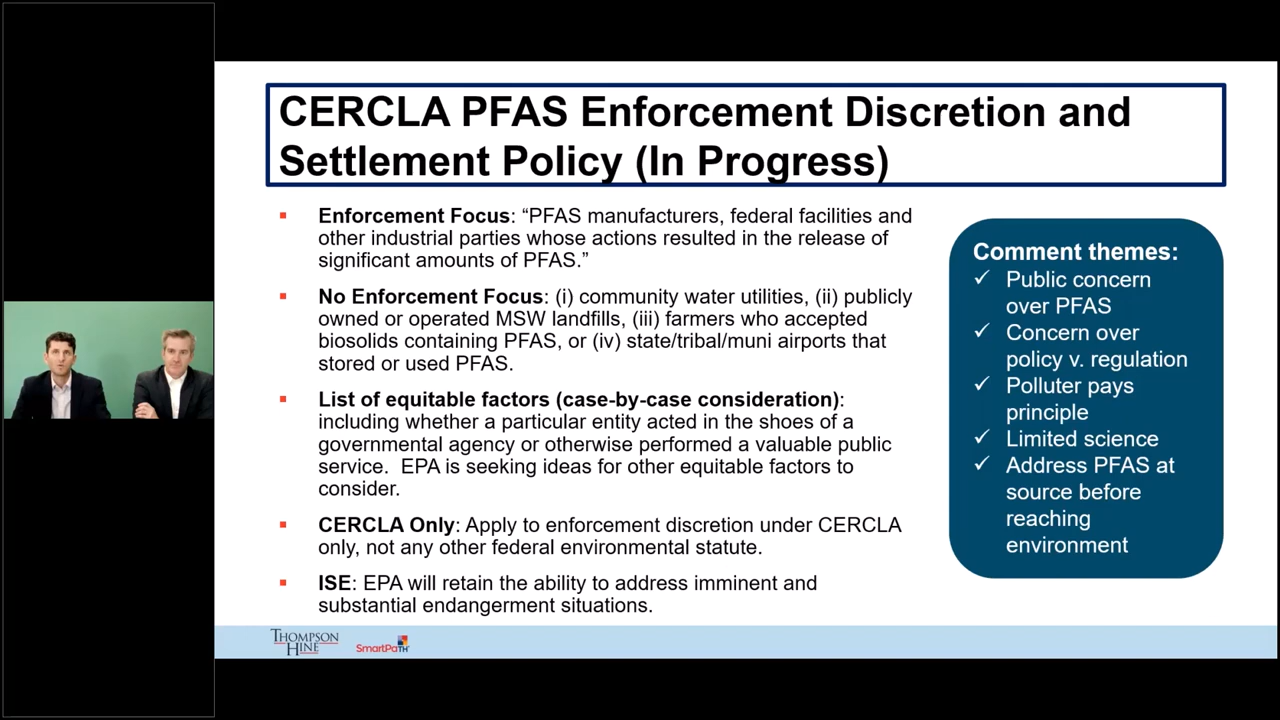 CERCLA PFAS Enforcement Discretion and
Settlement Policy (In Progress)
▪ Enforcement Focus: “PFAS manufacturers, federal facilities and
other industrial parties whose actions resulted in the release of
significant amounts of PFAS.”
▪ No Enforcement Focus: (i) community water utilities, (ii) publicly
owned or operated MSW landfills, (iii) farmers who accepted
biosolids containing PFAS, or (iv) state/tribal/muni airports that
stored or used PFAS.
▪ List of equitable factors (case-by-case consideration):
including whether a particular entity acted in the shoes of a
governmental agency or otherwise performed a valuable public
service.  EPA is seeking ideas for other equitable factors to
consider.
▪ CERCLA Only: Apply to enforcement discretion under CERCLA
only, not any other federal environmental statute.
▪ ISE: EPA will retain the ability to address imminent and
substantial endangerment situations.
Comment themes:
✓ Public concern
over PFAS
✓ Concern over
policy v. regulation
✓ Polluter pays
principle
✓ Limited science
✓ Address PFAS at
source before
reaching
environment
THOMPSON
HINE
SmartPaTH